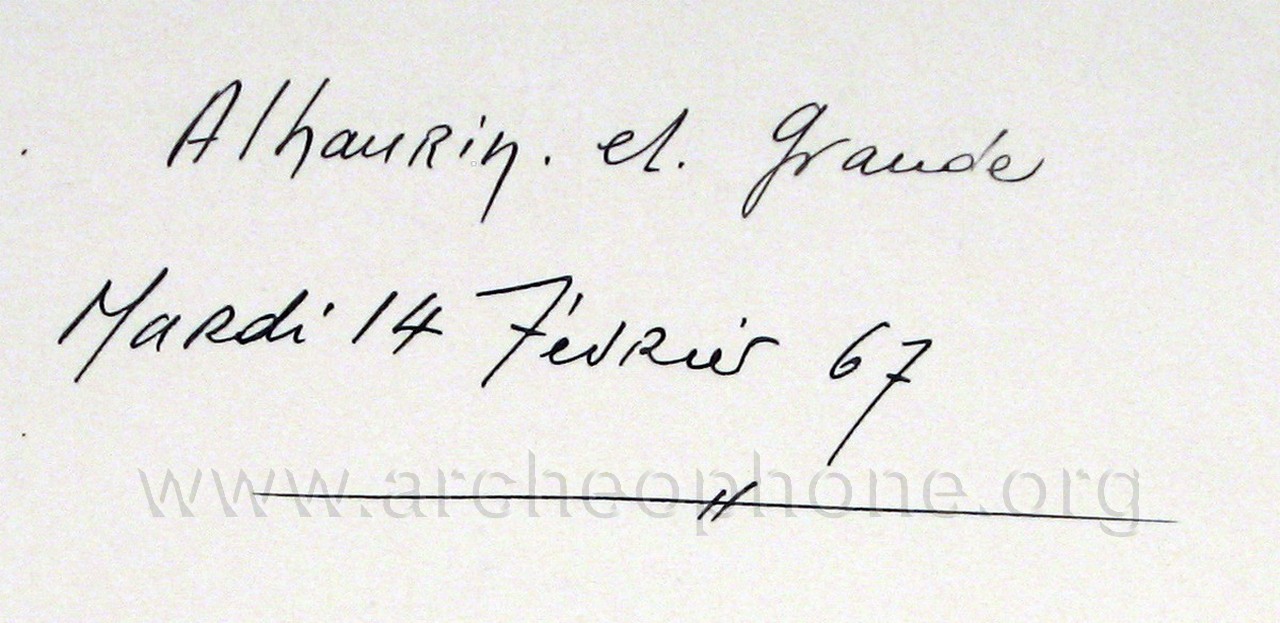 Alhaurin. el. Grande
Mardi 14 Février 67
www.archeophone.org